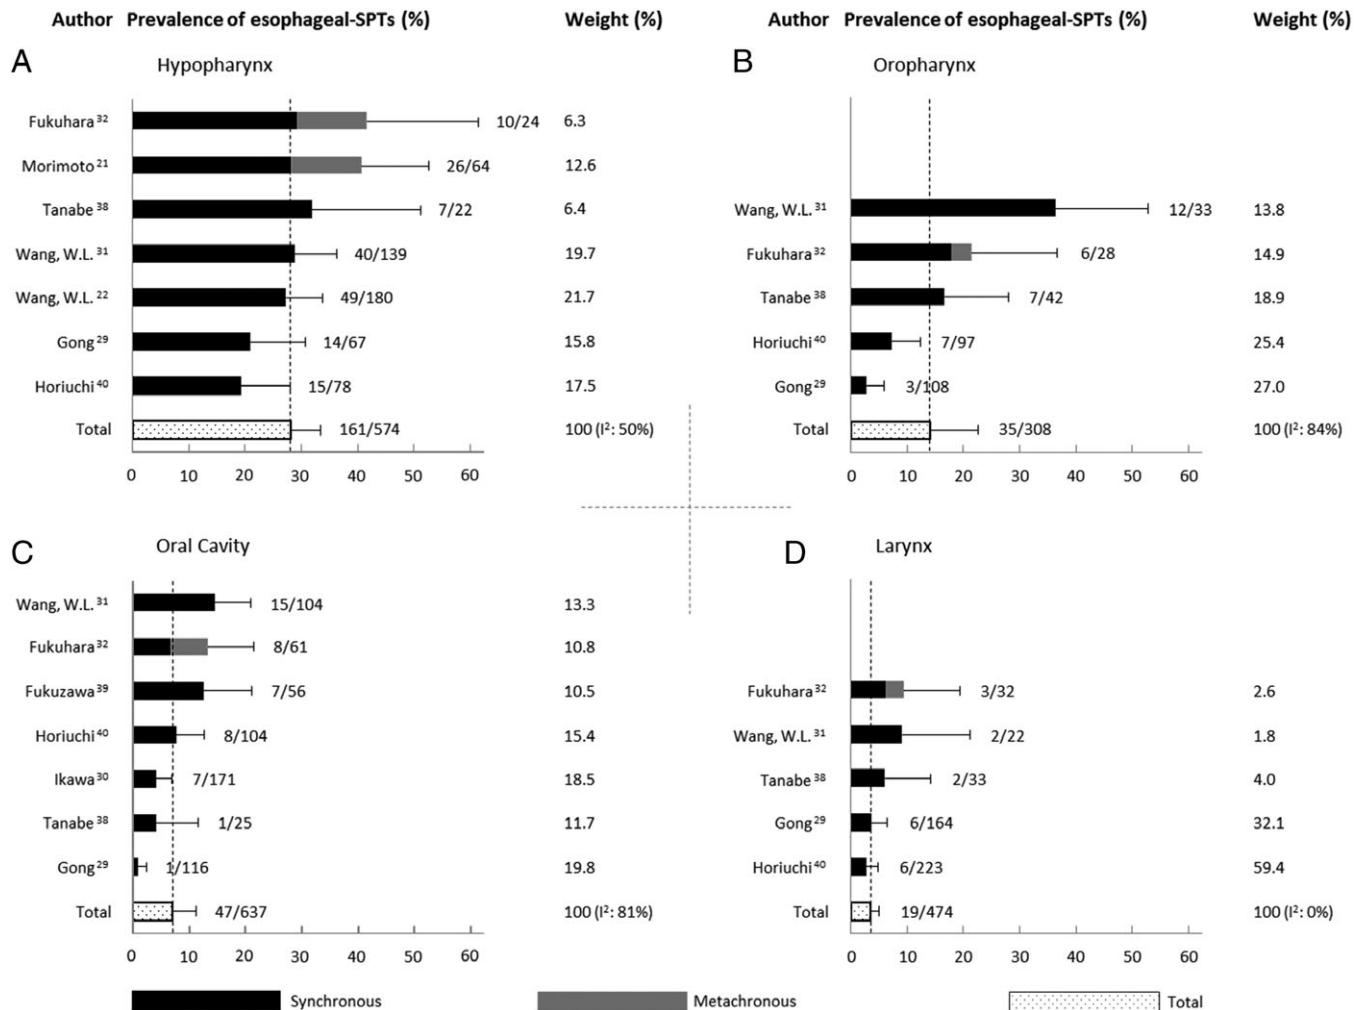 Author Prevalence of esophageal-SPTs (%) Weight (%)
A Hypopharynx
Fukuhara 32 10/24 6.3
Morimoto 21 26/64 12.6
Tanabe 38 7/22 6.4
Wang, W.L. 31 40/139 19.7
Wang, W.L. 22 49/180 21.7
Gong 29 14/67 15.8
Horiuchi 40 15/78 17.5
Total 161/574 100 (I²: 50%)
0 10 20 30 40 50 60
Author Prevalence of esophageal-SPTs (%) Weight (%)
B Oropharynx
Wang, W.L. 31 12/33 13.8
Fukuhara 32 6/28 14.9
Tanabe 38 7/42 18.9
Horiuchi 40 7/97 25.4
Gong 29 3/108 27.0
Total 35/308 100 (I²: 84%)
0 10 20 30 40 50 60
C Oral Cavity
Wang, W.L. 31 15/104 13.3
Fukuhara 32 8/61 10.8
Fukuzawa 39 7/56 10.5
Horiuchi 40 8/104 15.4
Ikawa 30 7/171 18.5
Tanabe 38 1/25 11.7
Gong 29 1/116 19.8
Total 47/637 100 (I²: 81%)
0 10 20 30 40 50 60
D Larynx
Fukuhara 32 3/32 2.6
Wang, W.L. 31 2/22 1.8
Tanabe 38 2/33 4.0
Gong 29 6/164 32.1
Horiuchi 40 6/223 59.4
Total 19/474 100 (I²: 0%)
0 10 20 30 40 50 60
Synchronous Metachronous Total